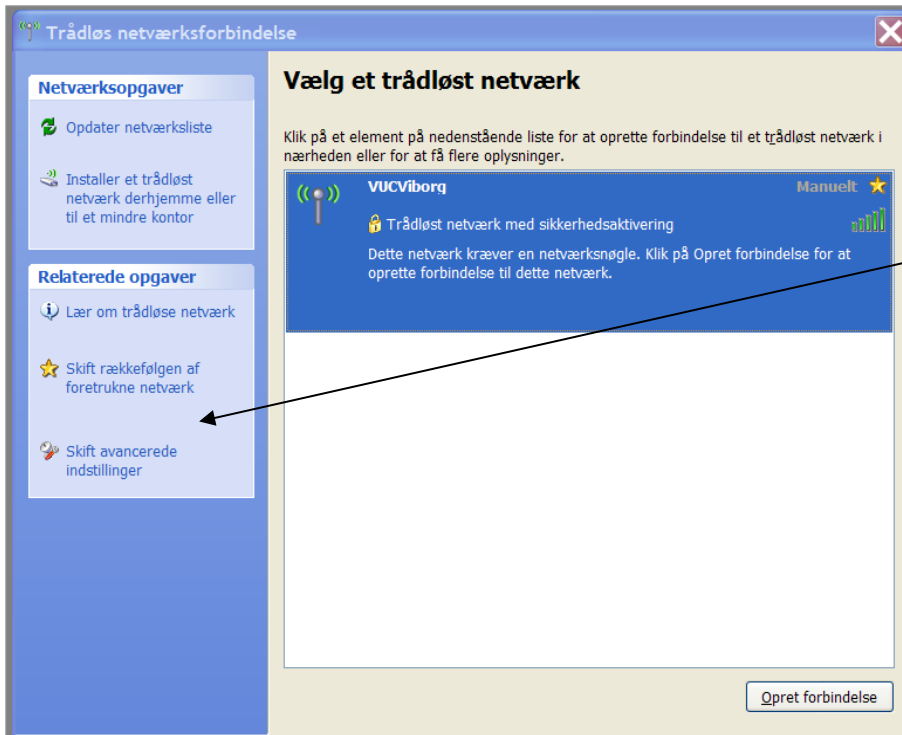 Trådløs netværksforbindelse
Netværksopgaver
Opdater netværksliste
Installer et trådløst
netværk derhjemme eller
til et mindre kontor
Relaterede opgaver
Lær om trådløse netværk
Skift rækkefølgen af
foretrukne netværk
Skift avancerede
indstillinger
Vælg et trådløst netværk
Klik på et element på nedenstående liste for at oprette forbindelse til et trådløst netværk i
nærheden eller for at få flere oplysninger.
VUCViborg
Manuelt
Trådløst netværk med sikkerhedsaktivering
Dette netværk kræver en netværksnøgle. Klik på Opret forbindelse for at
oprette forbindelse til dette netværk.
Opret forbindelse